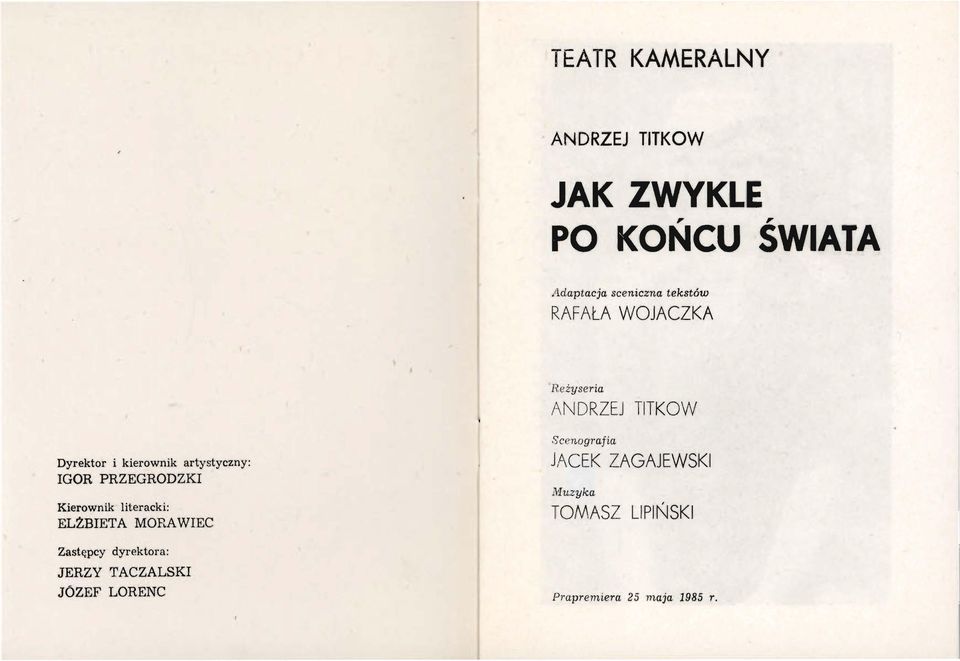 Dyrektor i kierownik artystyczny:
IGOR PRZEGRODZKI
Kierownik literacki:
ELŻBIETA MORAWIEC
Zastępcy dyrektora:
JERZY TACZALSKI
JÓZEF LORENC
TEATR KAMERALNY
ANDRZEJ TITKOW
JAK ZWYKLE
PO KOŃCU ŚWIATA
Adaptacja sceniczna tekstów
RAFAŁA WOJACZKA
Reżyseria
ANDRZEJ TITKOW
Scenografia
JACEK ZAGAJEWSKI
Muzyka
TOMASZ LIPIŃSKI
Prapremiera 25 maja 1985 r.